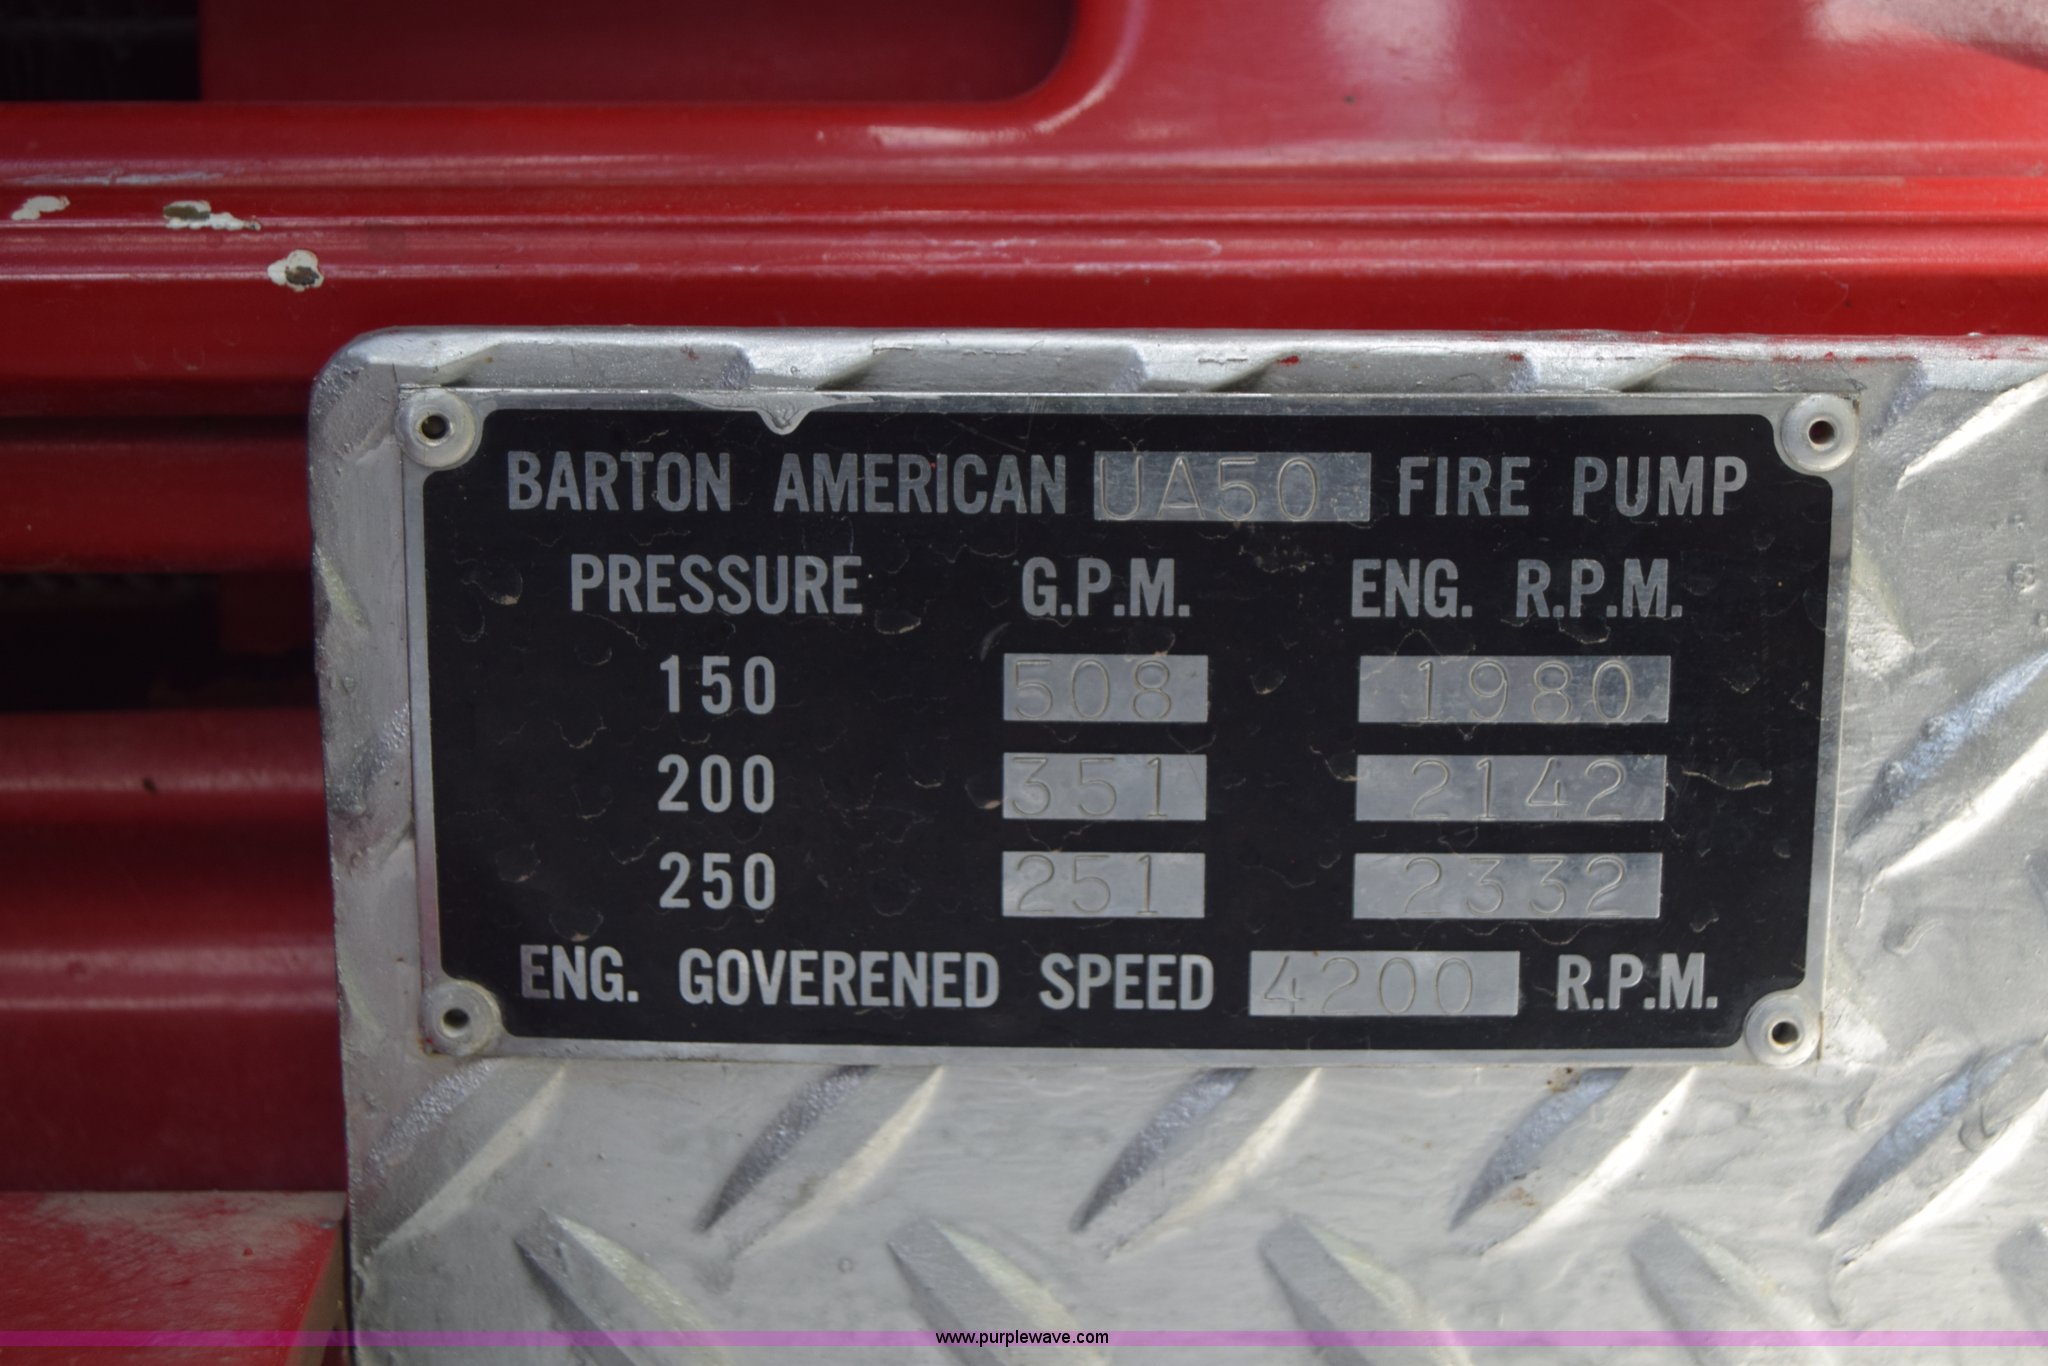 BARTON AMERICAN UA50 FIRE PUMP
PRESSURE G.P.M. ENG. R.P.M.
150 508 1980
200 351 2142
250 251 2332
ENG. GOVERENED SPEED 4200 R.P.M.
www.purplewave.com